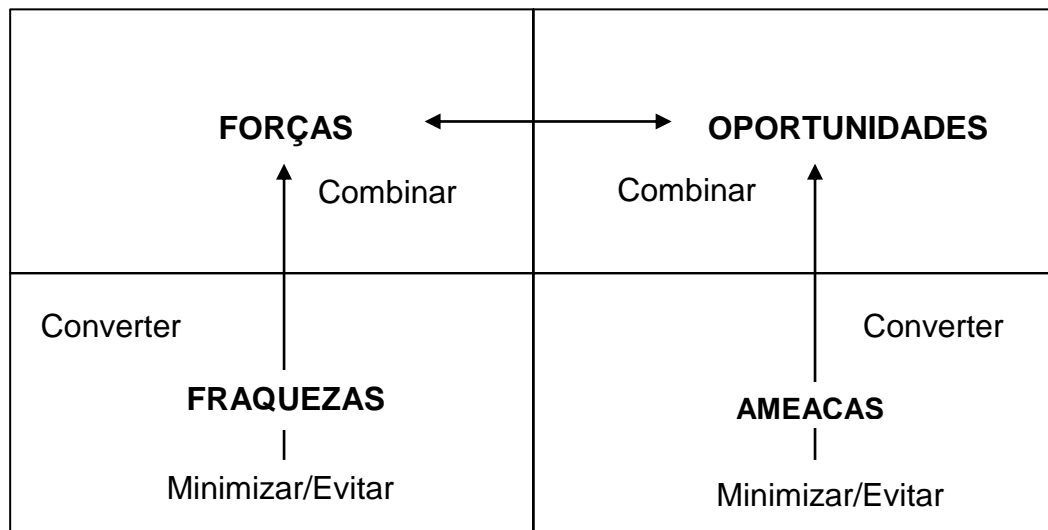 FORÇAS
OPORTUNIDADES
Combinar
Combinar
Converter
Converter
FRAQUEZAS
AMEACAS
Minimizar/Evitar
Minimizar/Evitar